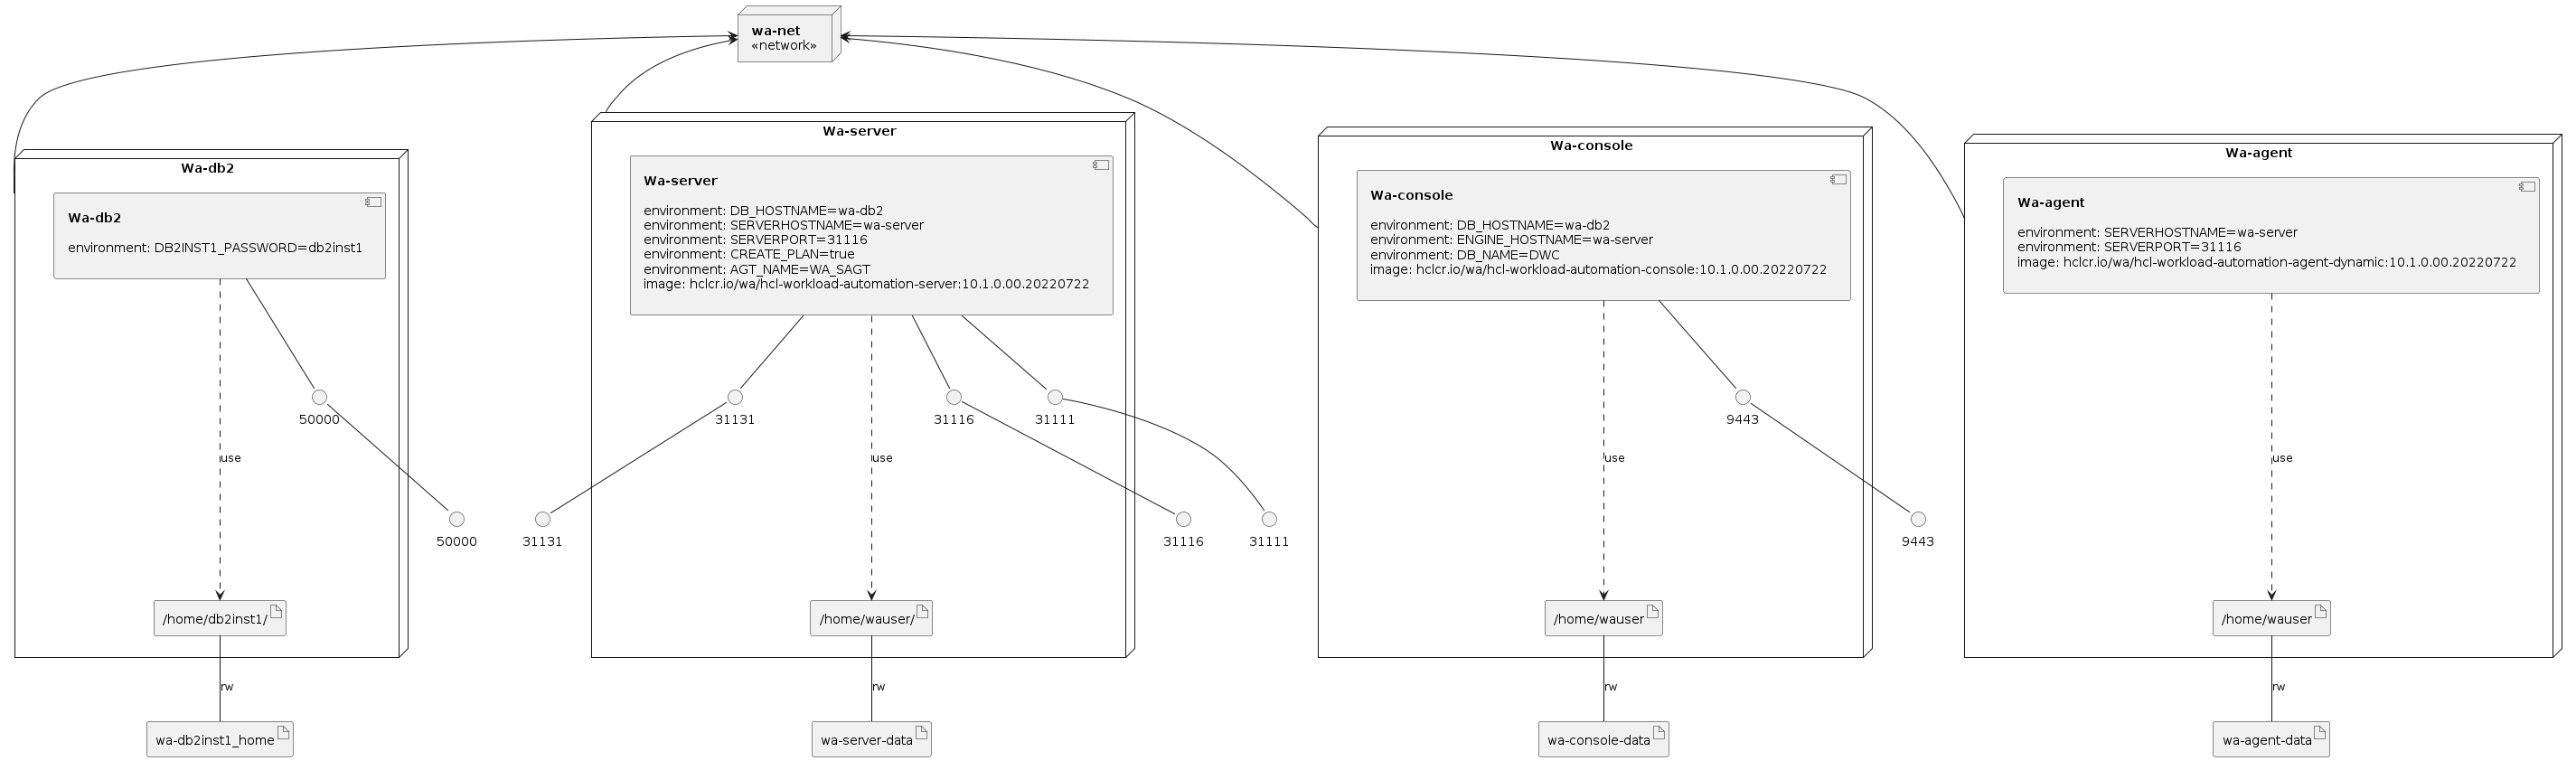 wa-net
«network»
Wa-db2
Wa-db2
environment: DB2INST1_PASSWORD=db2inst1
50000
use
50000
/home/db2inst1/
rw
wa-db2inst1_home
Wa-server
Wa-server
environment: DB_HOSTNAME=wa-db2
environment: SERVERHOSTNAME=wa-server
environment: SERVERPORT=31116
environment: CREATE_PLAN=true
environment: AGT_NAME=WA_SAGT
image: hclcr.io/wa/hcl-workload-automation-server:10.1.0.00.20220722
31131
31116
31111
use
31131
31116
31111
/home/wauser/
rw
wa-server-data
Wa-console
Wa-console
environment: DB_HOSTNAME=wa-db2
environment: ENGINE_HOSTNAME=wa-server
environment: DB_NAME=DWC
image: hclcr.io/wa/hcl-workload-automation-console:10.1.0.00.20220722
9443
use
9443
/home/wauser
rw
wa-console-data
Wa-agent
Wa-agent
environment: SERVERHOSTNAME=wa-server
environment: SERVERPORT=31116
image: hclcr.io/wa/hcl-workload-automation-agent-dynamic:10.1.0.00.20220722
use
/home/wauser
rw
wa-agent-data